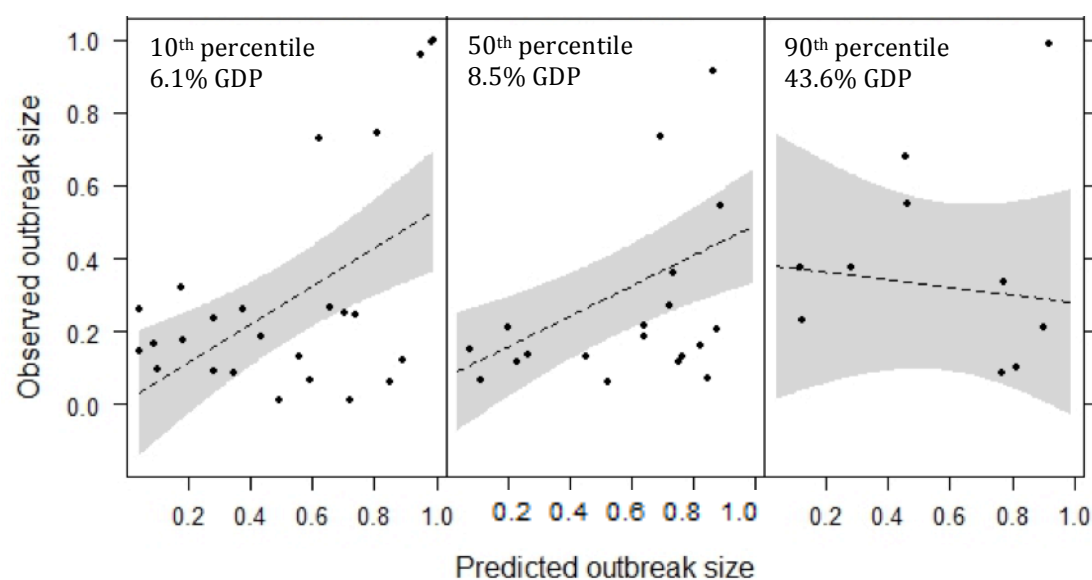 10th percentile
6.1% GDP
50th percentile
8.5% GDP
90th percentile
43.6% GDP
Observed outbreak size
1.0
0.8
0.6
0.4
0.2
0.0
0.2 0.4 0.6 0.8 1.0
0.2 0.4 0.6 0.8 1.0
0.2 0.4 0.6 0.8 1.0
Predicted outbreak size